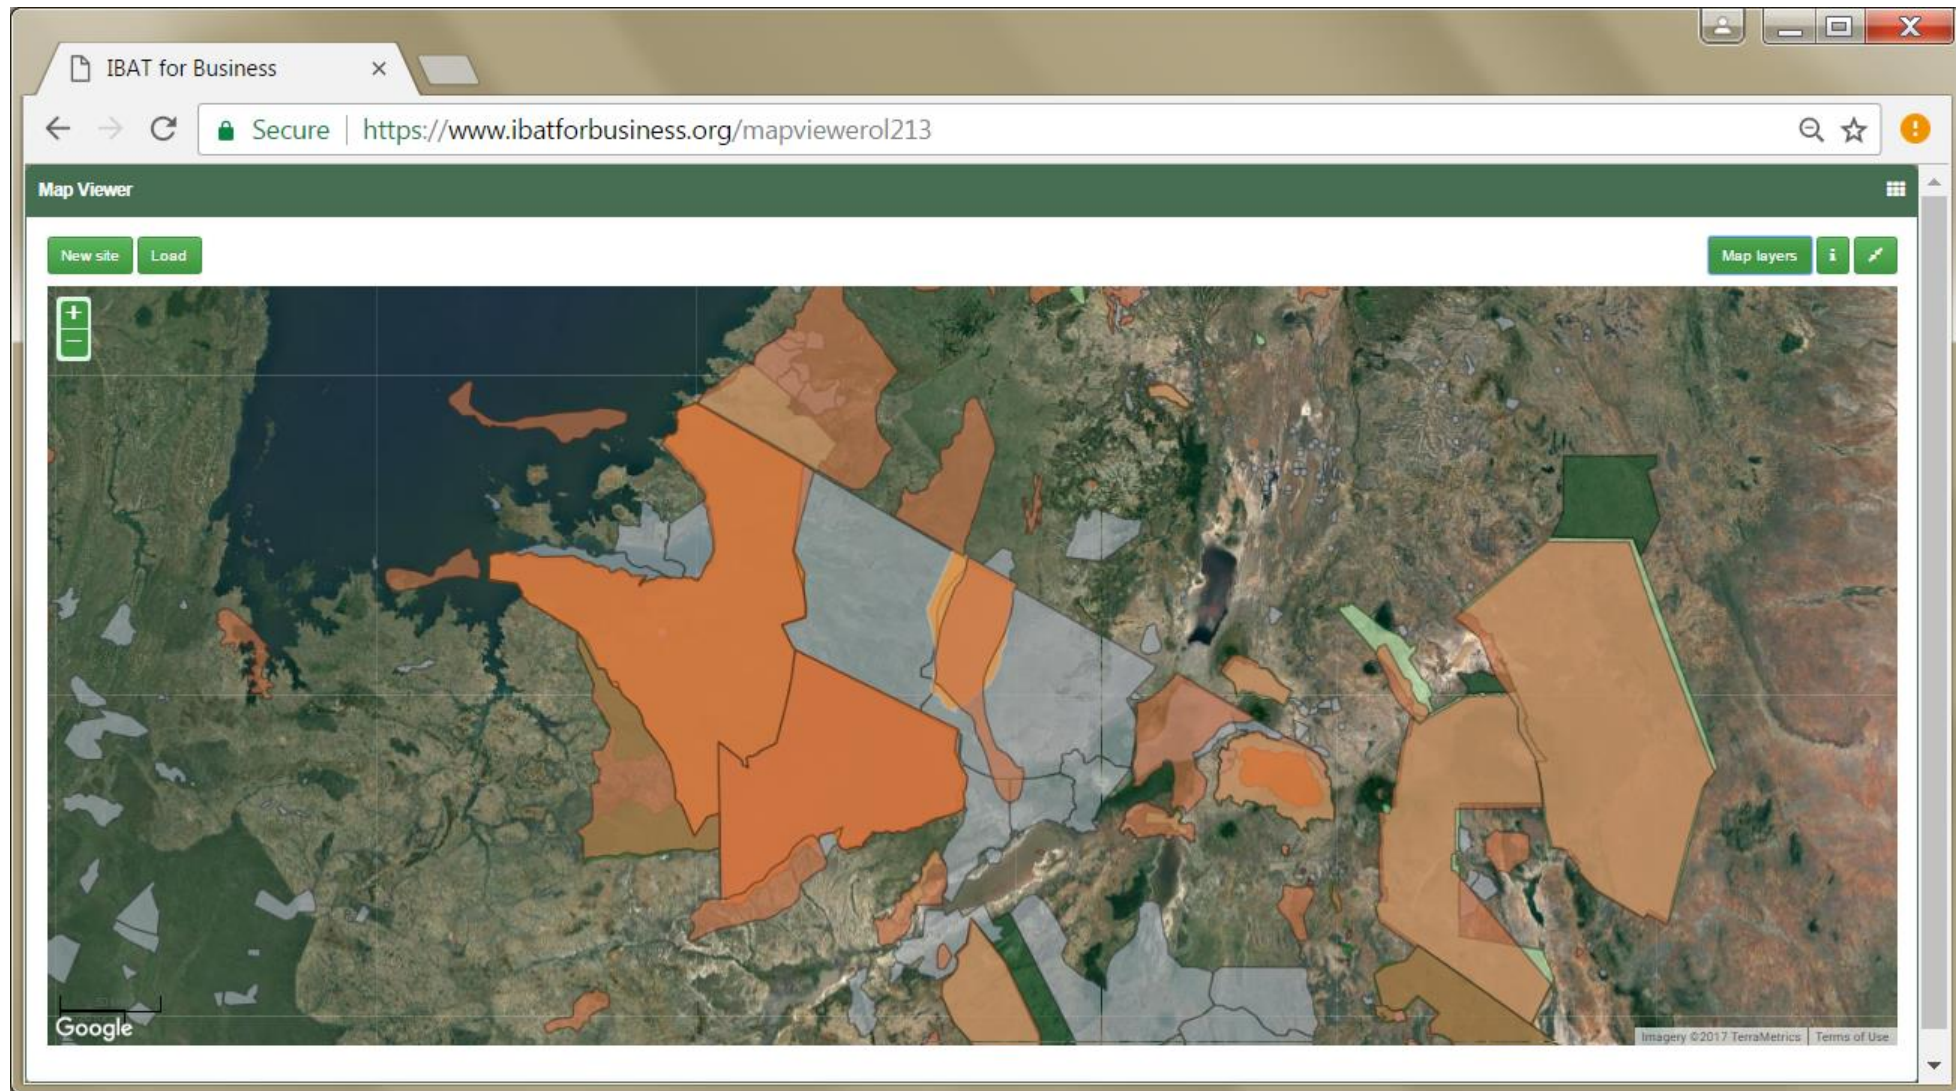 IBAT for Business
Secure https://www.ibatforbusiness.org/mapviewerol213
Map Viewer
New site Load Map layers i
+
−
Google
Imagery ©2017 TerraMetrics Terms of Use